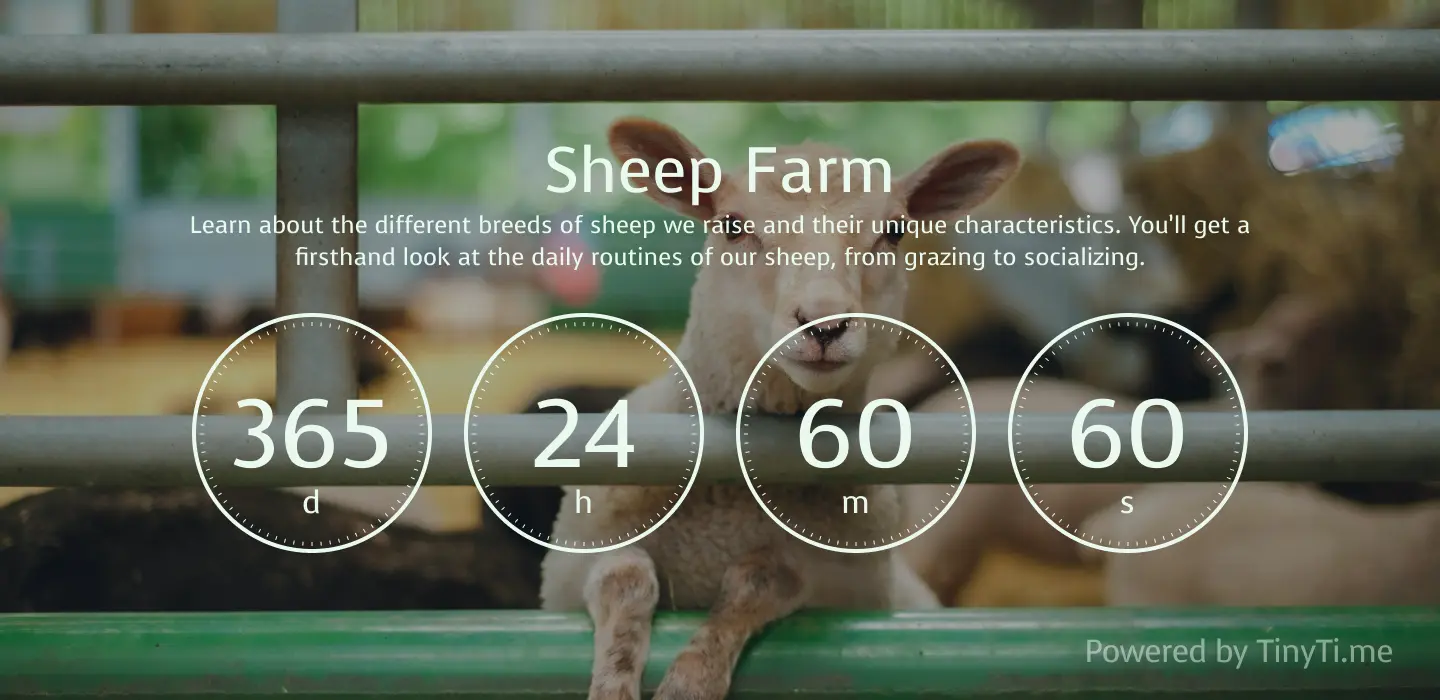 Sheep Farm
Learn about the different breeds of sheep we raise and their unique characteristics. You'll get a
firsthand look at the daily routines of our sheep, from grazing to socializing.
365 24 60 60
d h m s
Powered by TinyTi.me